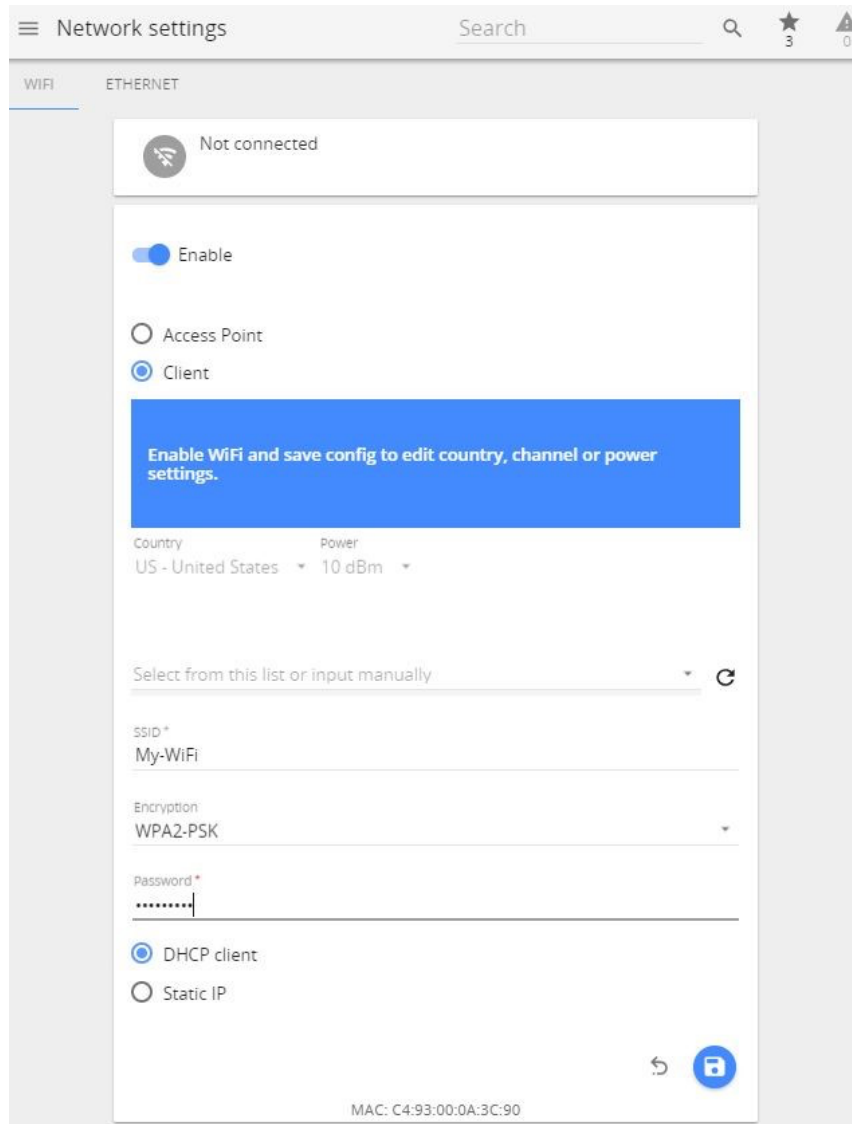 Network settings
Search
3
0
WIFI
ETHERNET
Not connected
Enable
Access Point
Client
Enable WiFi and save config to edit country, channel or power
settings.
Country Power
US - United States 10 dBm
Select from this list or input manually
SSID *
My-WiFi
Encryption
WPA2-PSK
Password *
•••••••••
DHCP client
Static IP
MAC: C4:93:00:0A:3C:90